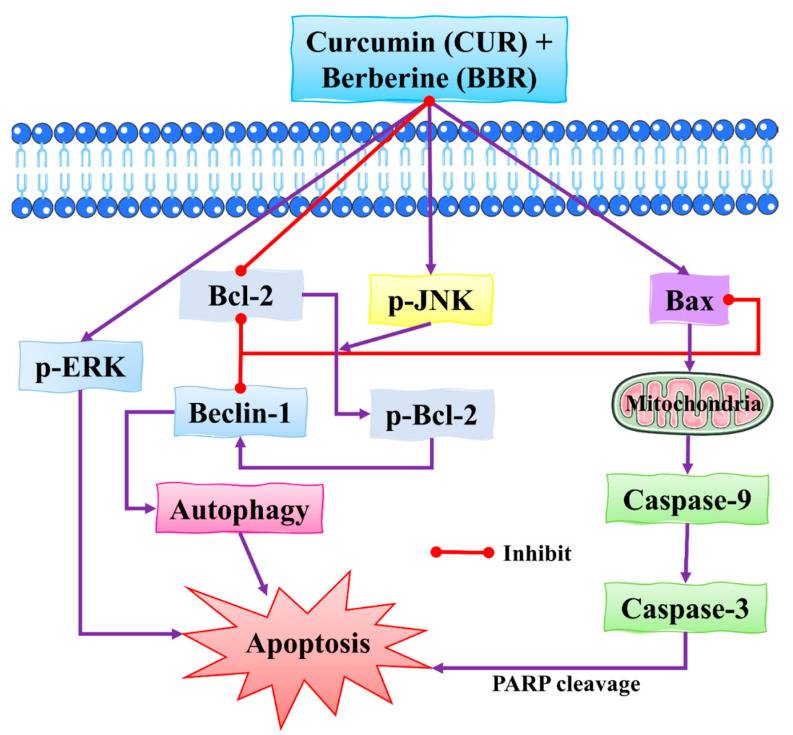 Curcumin (CUR) +
Berberine (BBR)
Bcl-2
p-JNK
Bax
p-ERK
Beclin-1
p-Bcl-2
Mitochondria
Autophagy
Caspase-9
Inhibit
Caspase-3
Apoptosis
PARP cleavage